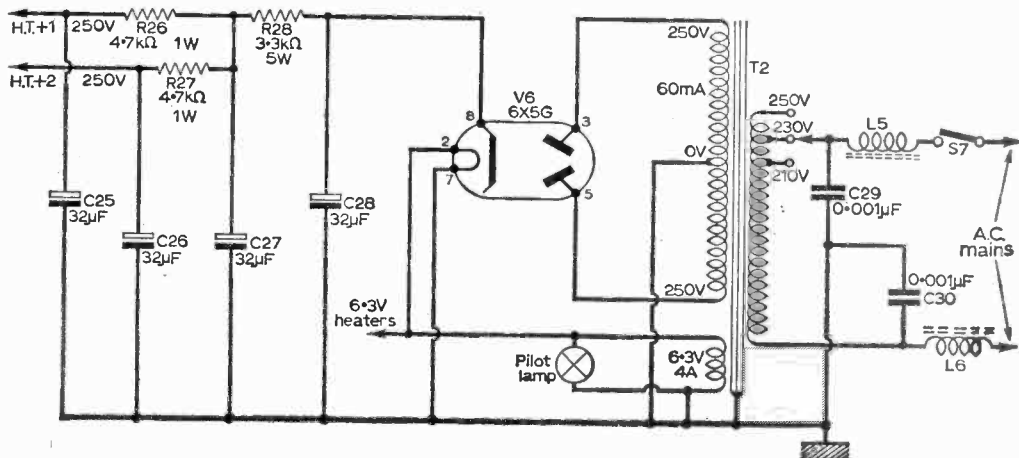 H.T.+1
250V
R26
4·7kΩ
1W
R28
3·3kΩ
5W
H.T.+2
250V
R27
4·7kΩ
1W
C25
32μF
C26
32μF
C27
32μF
C28
32μF
V6
6X5G
8
2
7
3
5
6·3V
heaters
Pilot
lamp
250V
60mA
0V
250V
6·3V
4A
T2
250V
230V
210V
L5
S7
C29
0·001μF
0·001μF
C30
A.C.
mains
L6